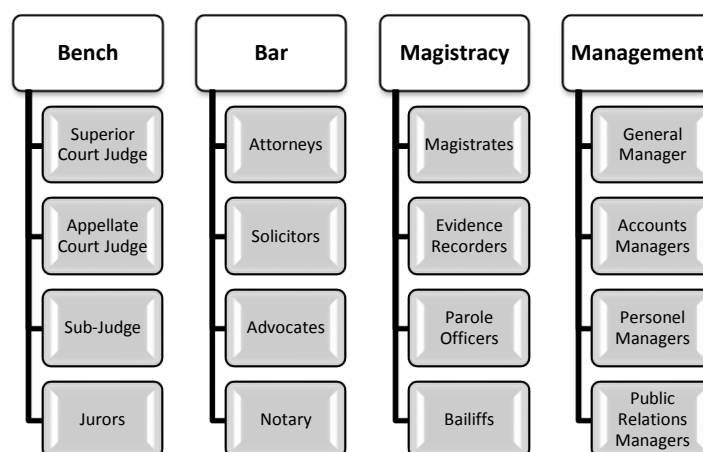 Bench
Superior
Court Judge
Appellate
Court Judge
Sub-Judge
Jurors
Bar
Attorneys
Solicitors
Advocates
Notary
Magistracy
Magistrates
Evidence
Recorders
Parole
Officers
Bailiffs
Management
General
Manager
Accounts
Managers
Personel
Managers
Public
Relations
Managers